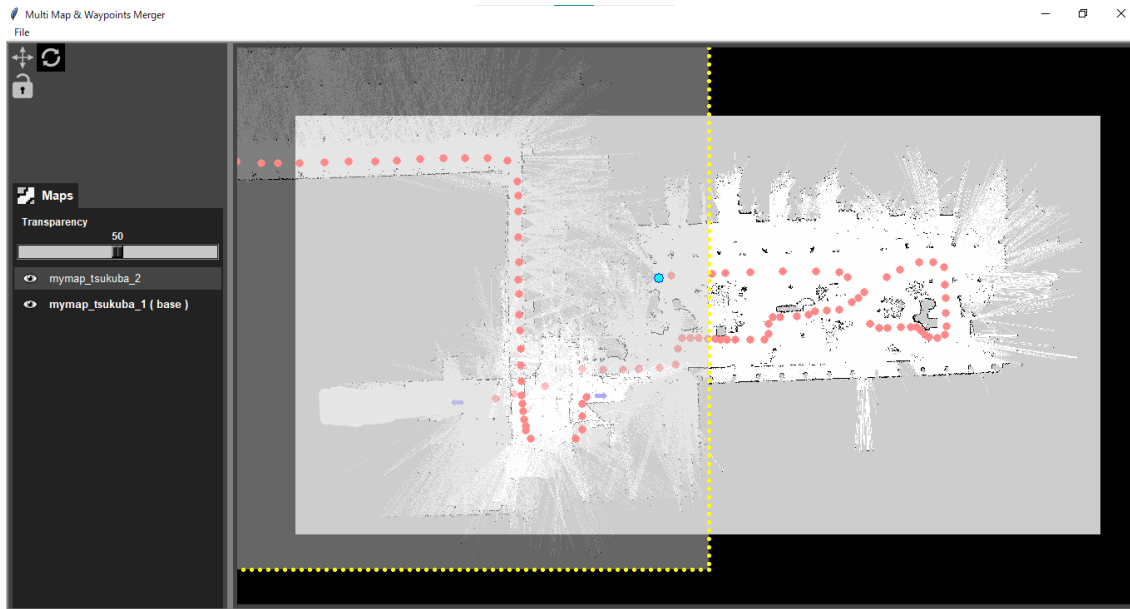 Multi Map & Waypoints Merger
File
Maps
Transparency
50
mymap_tsukuba_2
mymap_tsukuba_1 ( base )